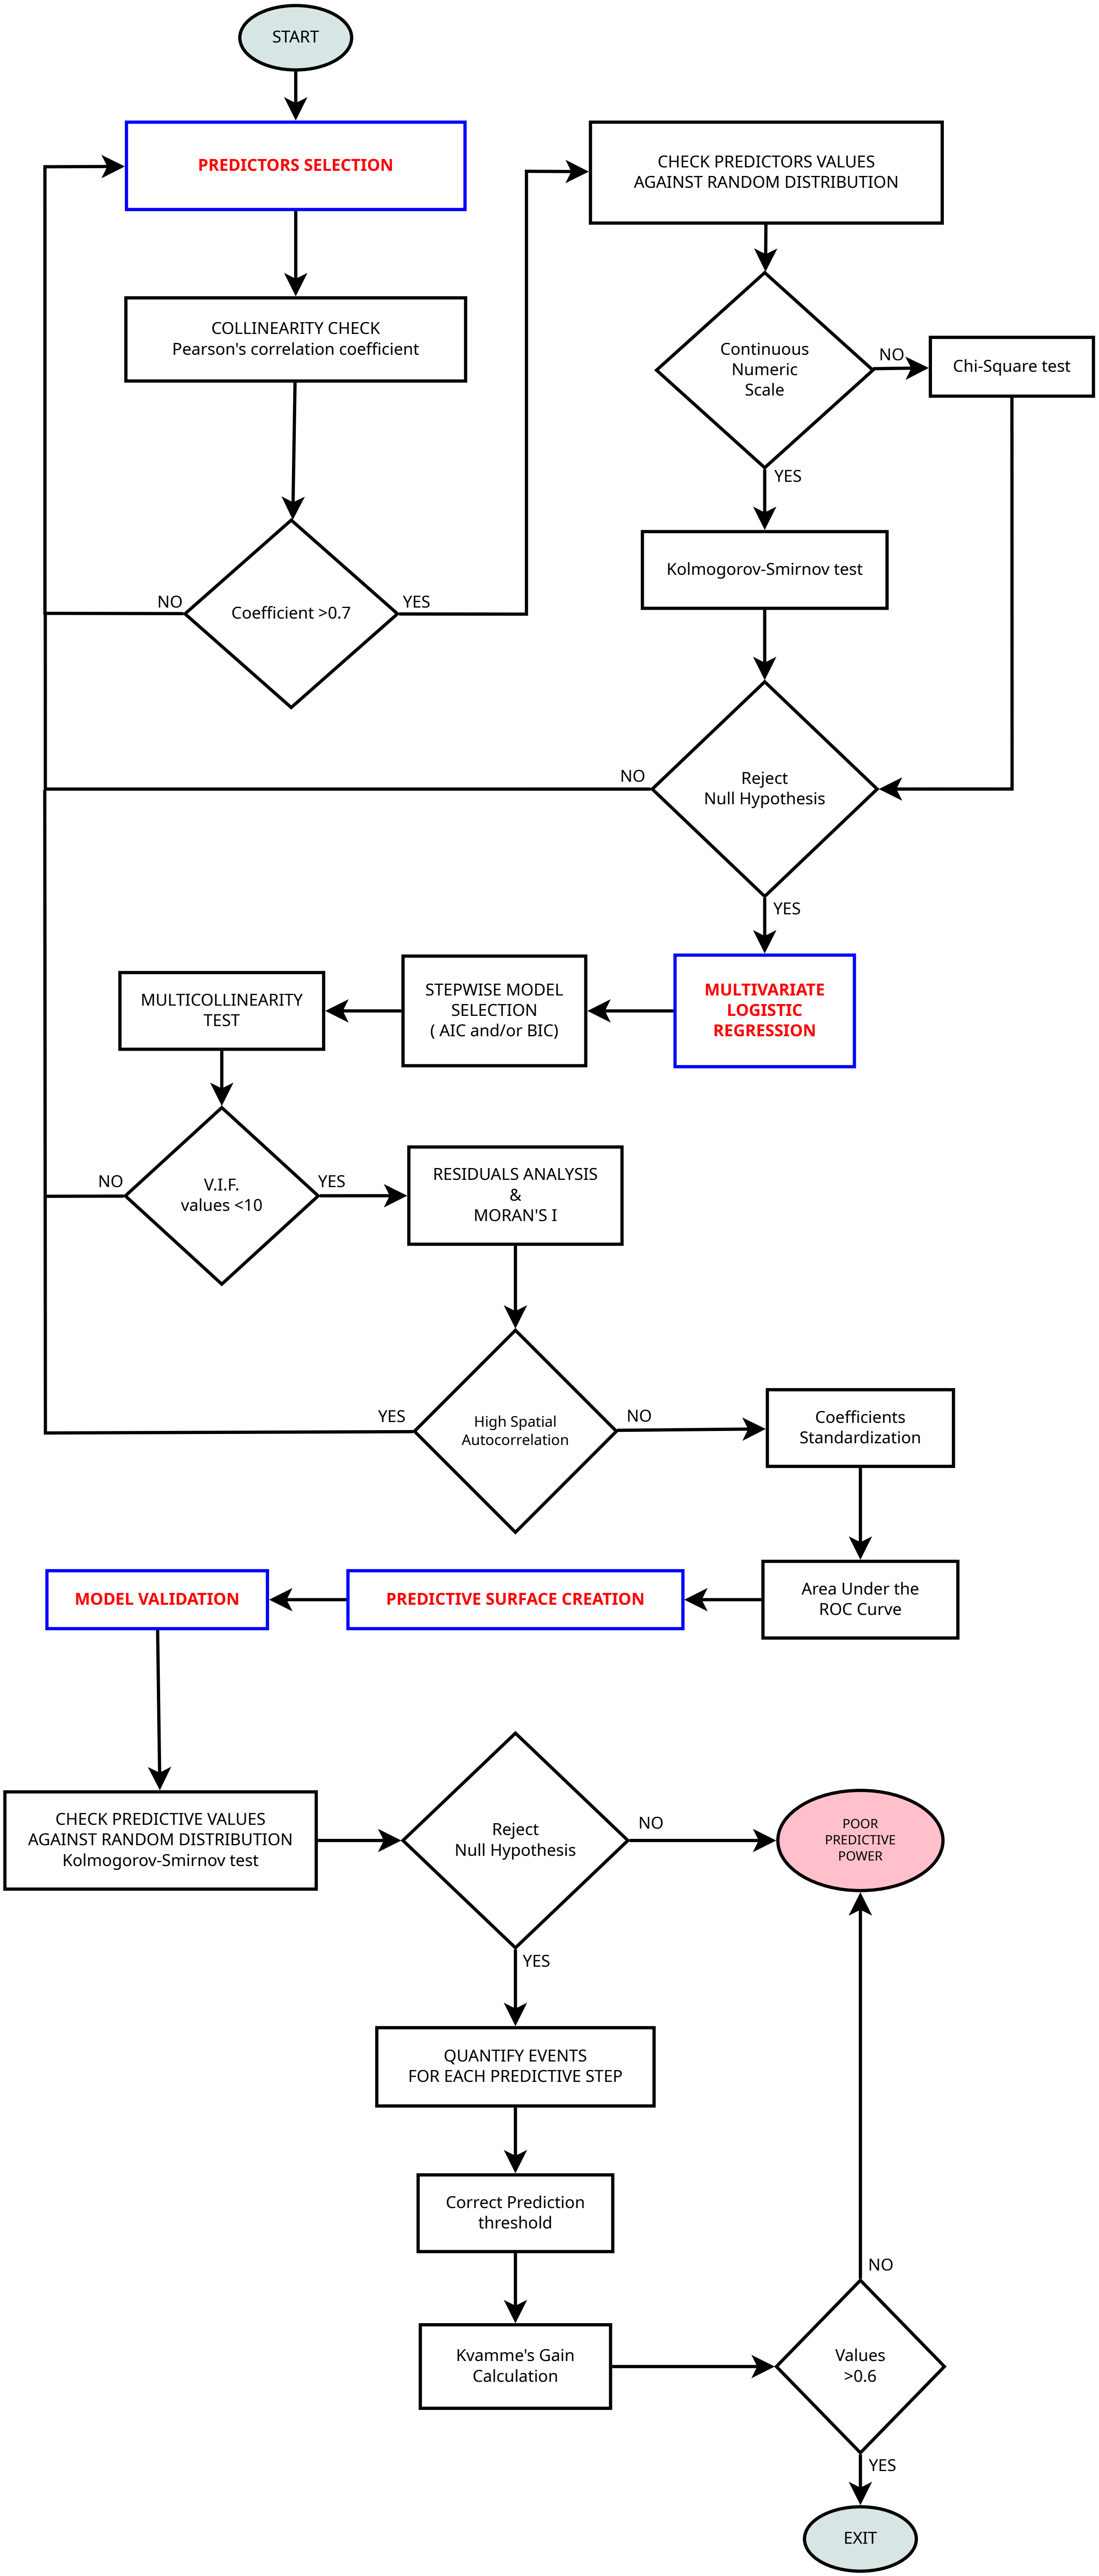 START
PREDICTORS SELECTION
COLLINEARITY CHECK
Pearson's correlation coefficient
Coefficient >0.7
NO
YES
CHECK PREDICTORS VALUES
AGAINST RANDOM DISTRIBUTION
Continuous
Numeric
Scale
NO
Chi-Square test
YES
Kolmogorov-Smirnov test
Reject
Null Hypothesis
NO
YES
MULTIVARIATE
LOGISTIC
REGRESSION
STEPWISE MODEL
SELECTION
( AIC and/or BIC)
MULTICOLLINEARITY
TEST
V.I.F.
values <10
NO
YES
RESIDUALS ANALYSIS
&
MORAN'S I
High Spatial
Autocorrelation
YES
NO
Coefficients
Standardization
Area Under the
ROC Curve
PREDICTIVE SURFACE CREATION
MODEL VALIDATION
CHECK PREDICTIVE VALUES
AGAINST RANDOM DISTRIBUTION
Kolmogorov-Smirnov test
Reject
Null Hypothesis
NO
POOR
PREDICTIVE
POWER
YES
QUANTIFY EVENTS
FOR EACH PREDICTIVE STEP
Correct Prediction
threshold
Kvamme's Gain
Calculation
Values
>0.6
NO
YES
EXIT